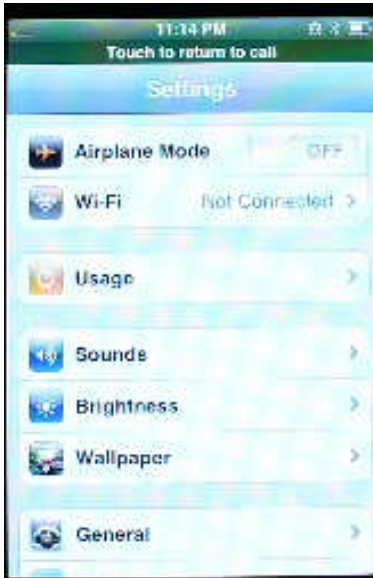 11:14 PM
Touch to return to call
Settings
Airplane Mode OFF
Wi-Fi Not Connected
Usage
Sounds
Brightness
Wallpaper
General